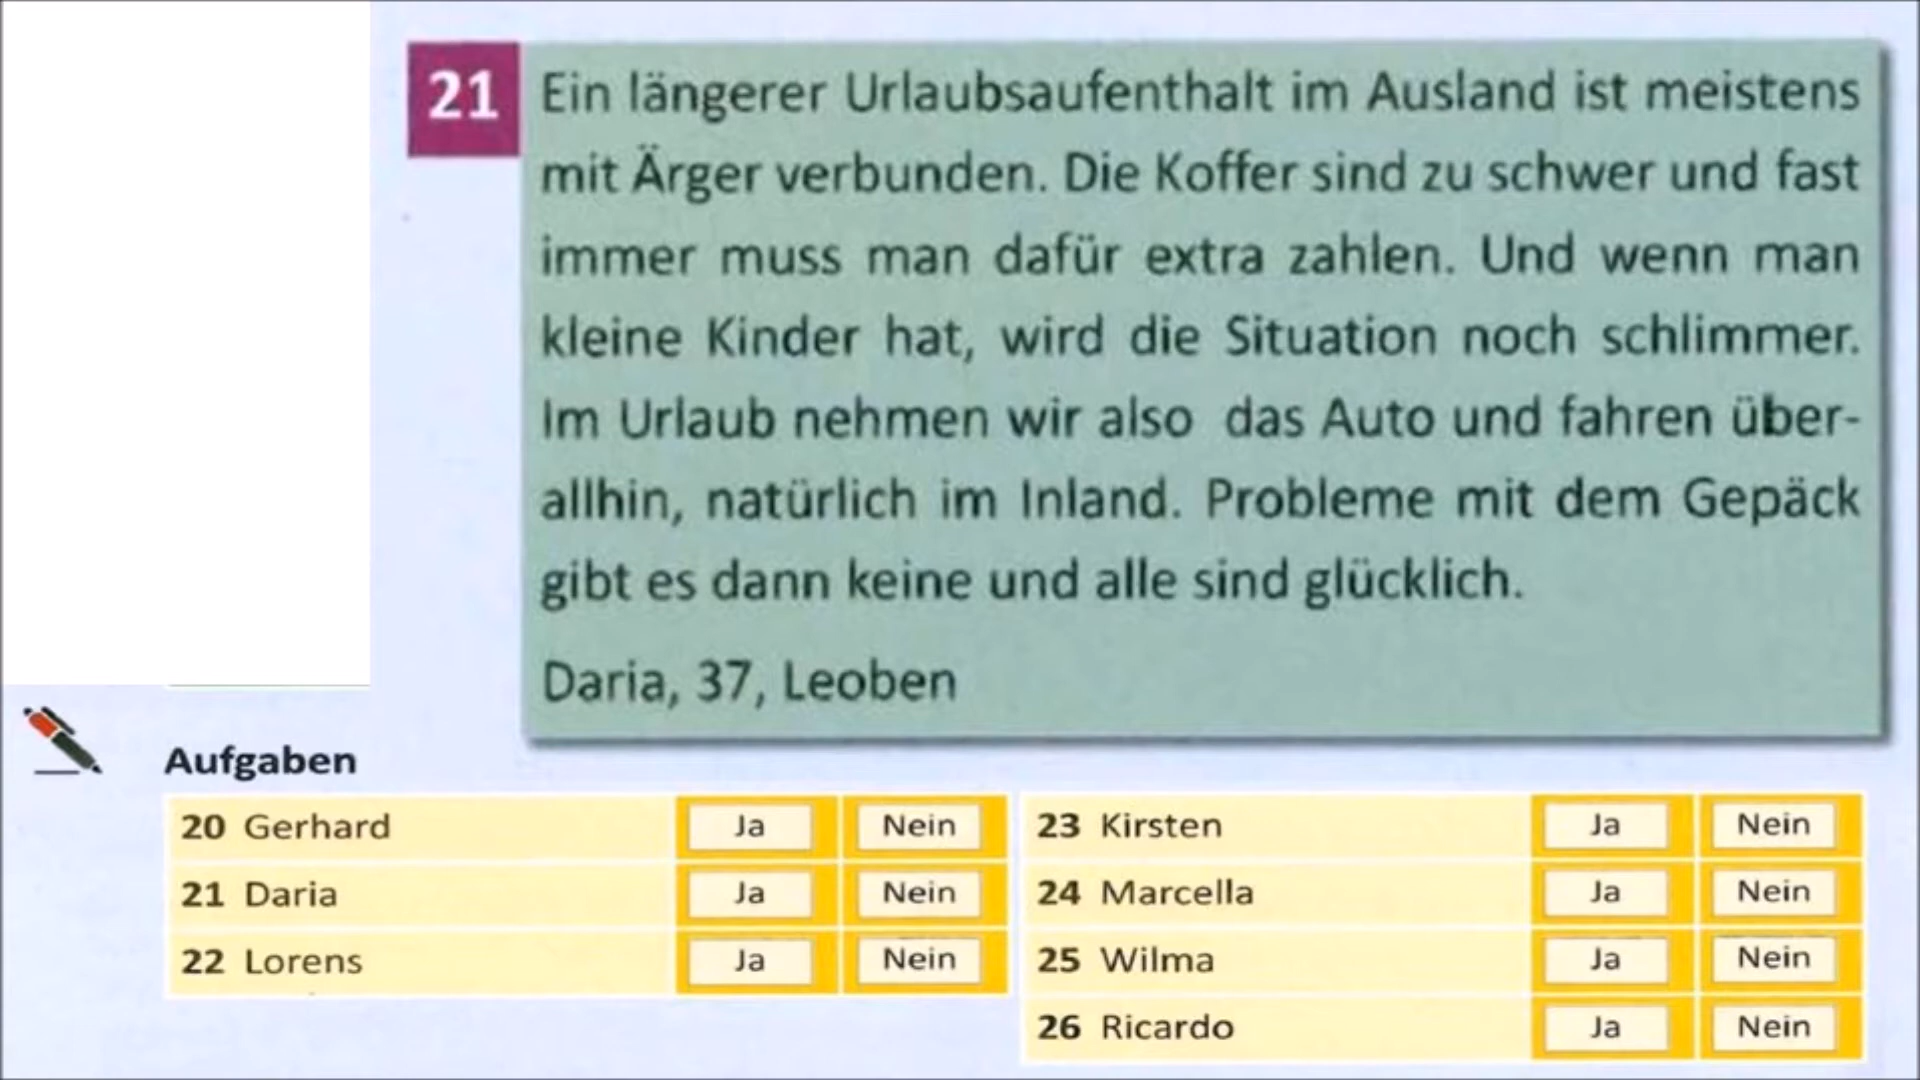 21
Ein längerer Urlaubsaufenthalt im Ausland ist meistens
mit Ärger verbunden. Die Koffer sind zu schwer und fast
immer muss man dafür extra zahlen. Und wenn man
kleine Kinder hat, wird die Situation noch schlimmer.
Im Urlaub nehmen wir also das Auto und fahren über-
allhin, natürlich im Inland. Probleme mit dem Gepäck
gibt es dann keine und alle sind glücklich.
Daria, 37, Leoben
Aufgaben
20 Gerhard Ja Nein
21 Daria Ja Nein
22 Lorens Ja Nein
23 Kirsten Ja Nein
24 Marcella Ja Nein
25 Wilma Ja Nein
26 Ricardo Ja Nein